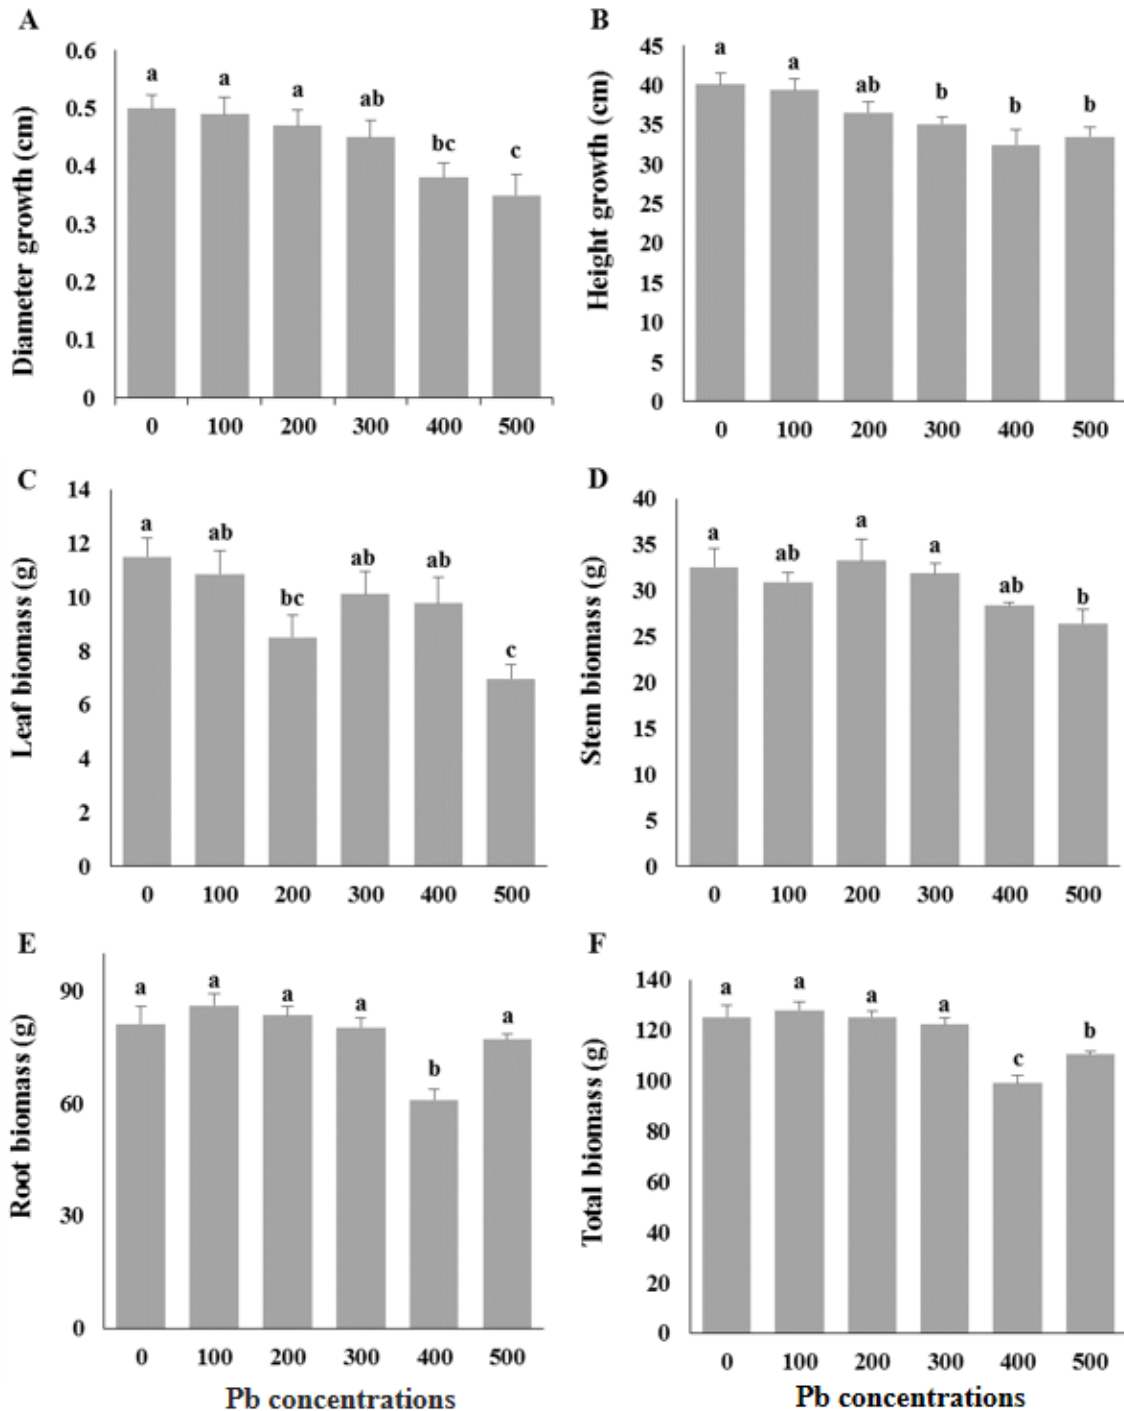 A
Diameter growth (cm)
0.6
0.5
0.4
0.3
0.2
0.1
0
a a a ab bc c
0 100 200 300 400 500
B
Height growth (cm)
45
40
35
30
25
20
15
10
5
0
a a ab b b b
0 100 200 300 400 500
C
Leaf biomass (g)
14
12
10
8
6
4
2
0
a ab bc ab ab c
0 100 200 300 400 500
D
Stem biomass (g)
40
35
30
25
20
15
10
5
0
a ab a a ab b
0 100 200 300 400 500
E
Root biomass (g)
90
60
30
0
a a a a b a
0 100 200 300 400 500
Pb concentrations
F
Total biomass (g)
140
120
100
80
60
40
20
0
a a a a c b
0 100 200 300 400 500
Pb concentrations